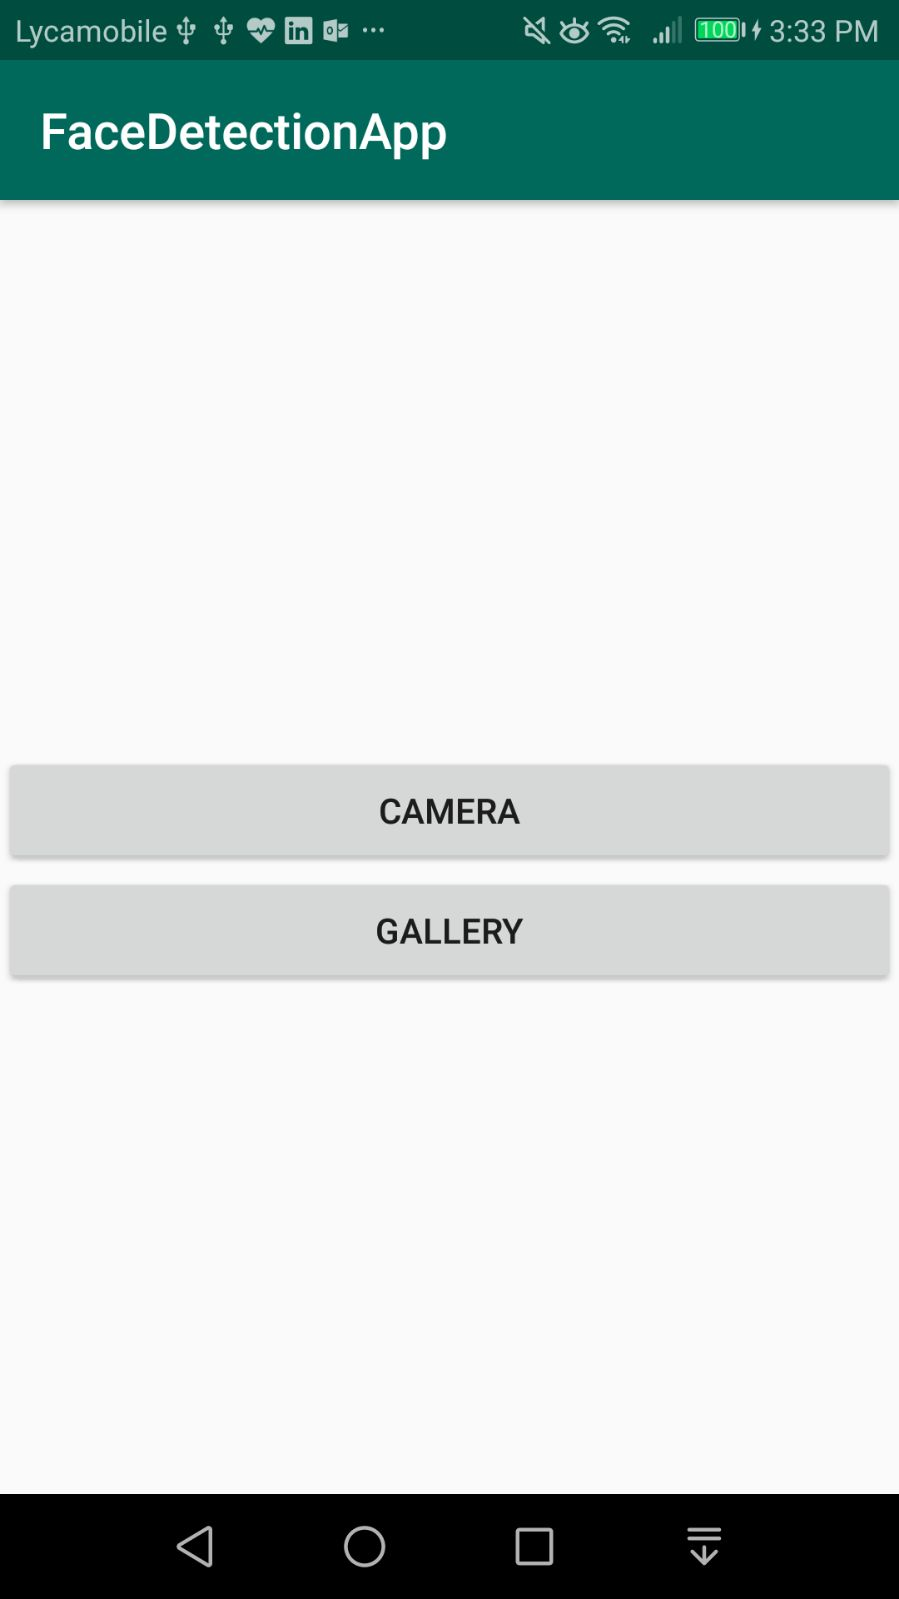 Lycamobile 100 3:33 PM
FaceDetectionApp
CAMERA
GALLERY